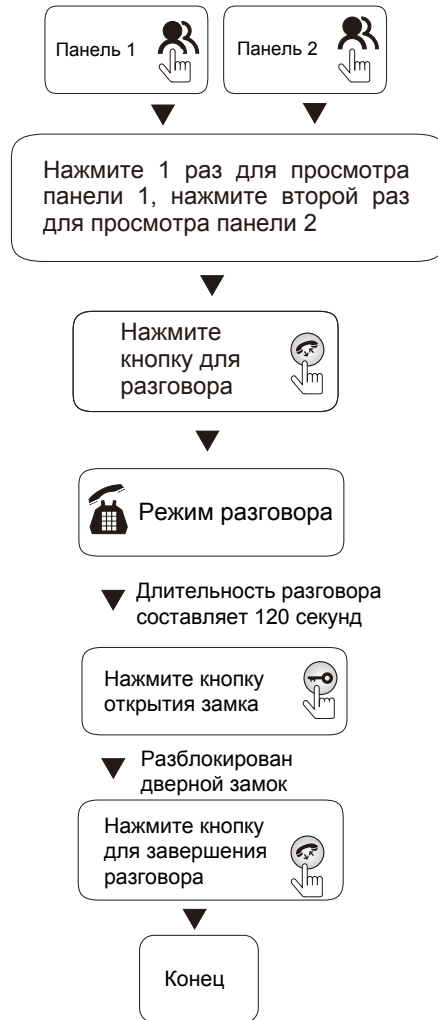 Панель 1
Панель 2
Нажмите 1 раз для просмотра
панели 1, нажмите второй раз
для просмотра панели 2
Нажмите
кнопку для
разговора
Режим разговора
Длительность разговора
составляет 120 секунд
Нажмите кнопку
открытия замка
Разблокирован
дверной замок
Нажмите кнопку
для завершения
разговора
Конец